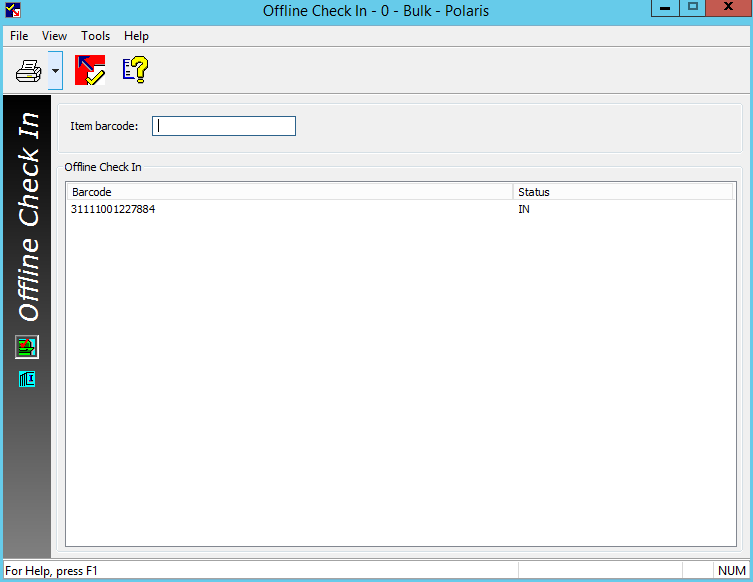 Offline Check In - 0 - Bulk - Polaris
File View Tools Help
Offline Check In
Item barcode:
Offline Check In
Barcode Status
31111001227884 IN
For Help, press F1 NUM